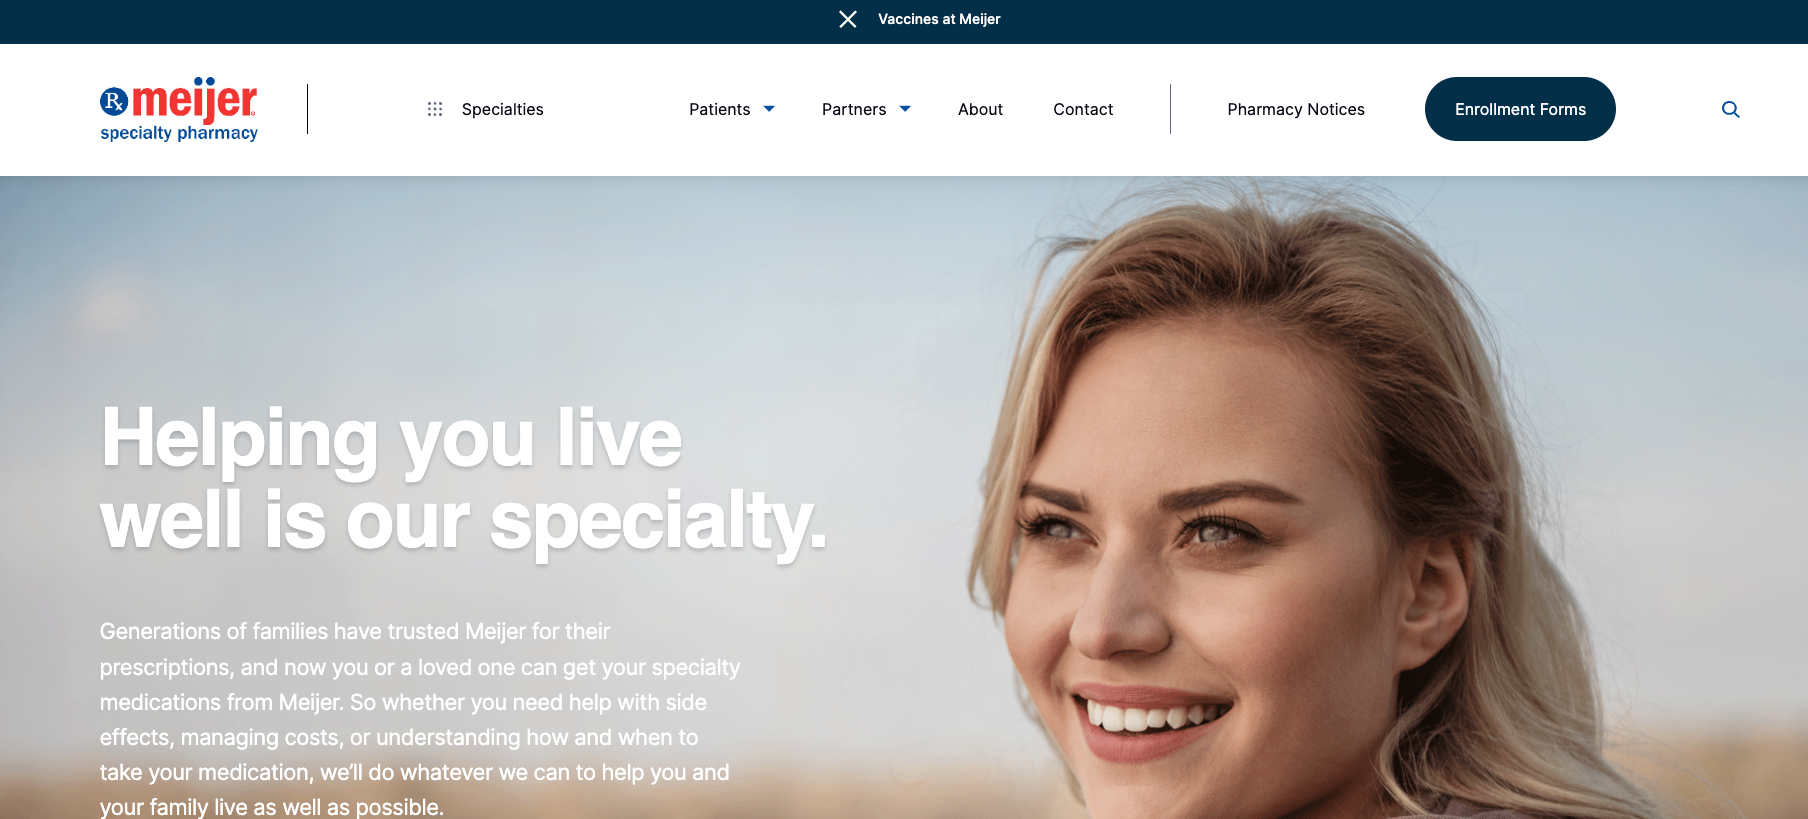 Vaccines at Meijer
Rx meijer
specialty pharmacy
Specialties
Patients
Partners
About
Contact
Pharmacy Notices
Enrollment Forms
Helping you live
well is our specialty.
Generations of families have trusted Meijer for their
prescriptions, and now you or a loved one can get your specialty
medications from Meijer. So whether you need help with side
effects, managing costs, or understanding how and when to
take your medication, we’ll do whatever we can to help you and
your family live as well as possible.